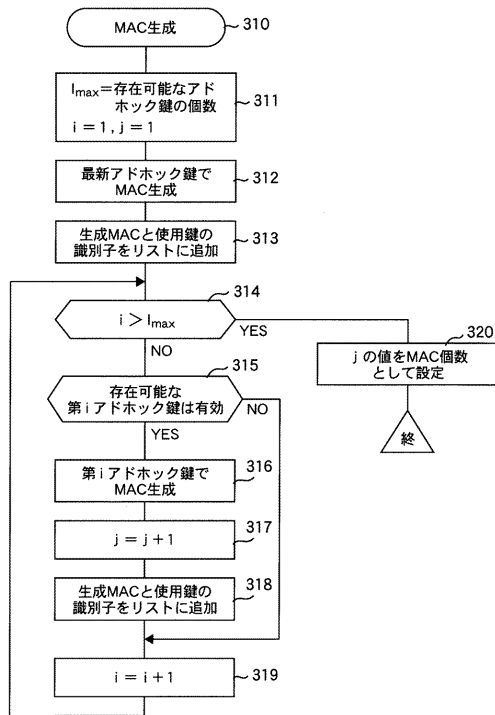 MAC生成
310
Imax=存在可能なアド
ホック鍵の個数
i=1,j=1
311
最新アドホック鍵で
MAC生成
312
生成MACと使用鍵の
識別子をリストに追加
313
i>Imax
314
YES
NO
320
jの値をMAC個数
として設定
終
315
存在可能な
第iアドホック鍵は有効
NO
YES
第iアドホック鍵で
MAC生成
316
j=j+1
317
生成MACと使用鍵の
識別子をリストに追加
318
i=i+1
319